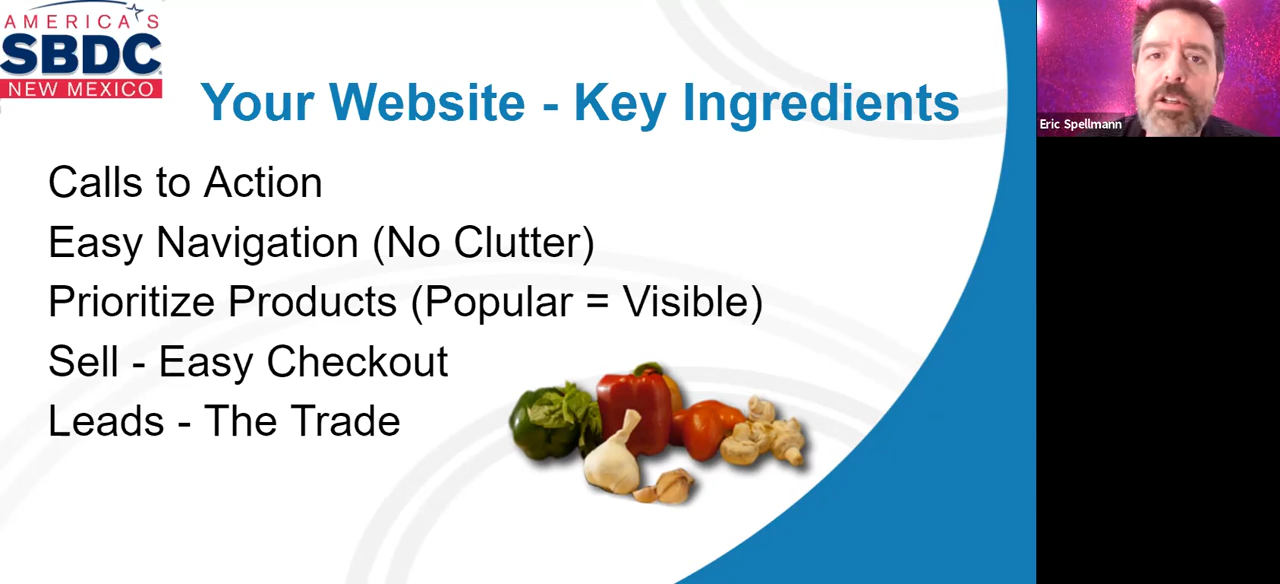 AMERICA'S
SBDC
NEW MEXICO
Your Website - Key Ingredients
Calls to Action
Easy Navigation (No Clutter)
Prioritize Products (Popular = Visible)
Sell - Easy Checkout
Leads - The Trade
Eric Spellmann